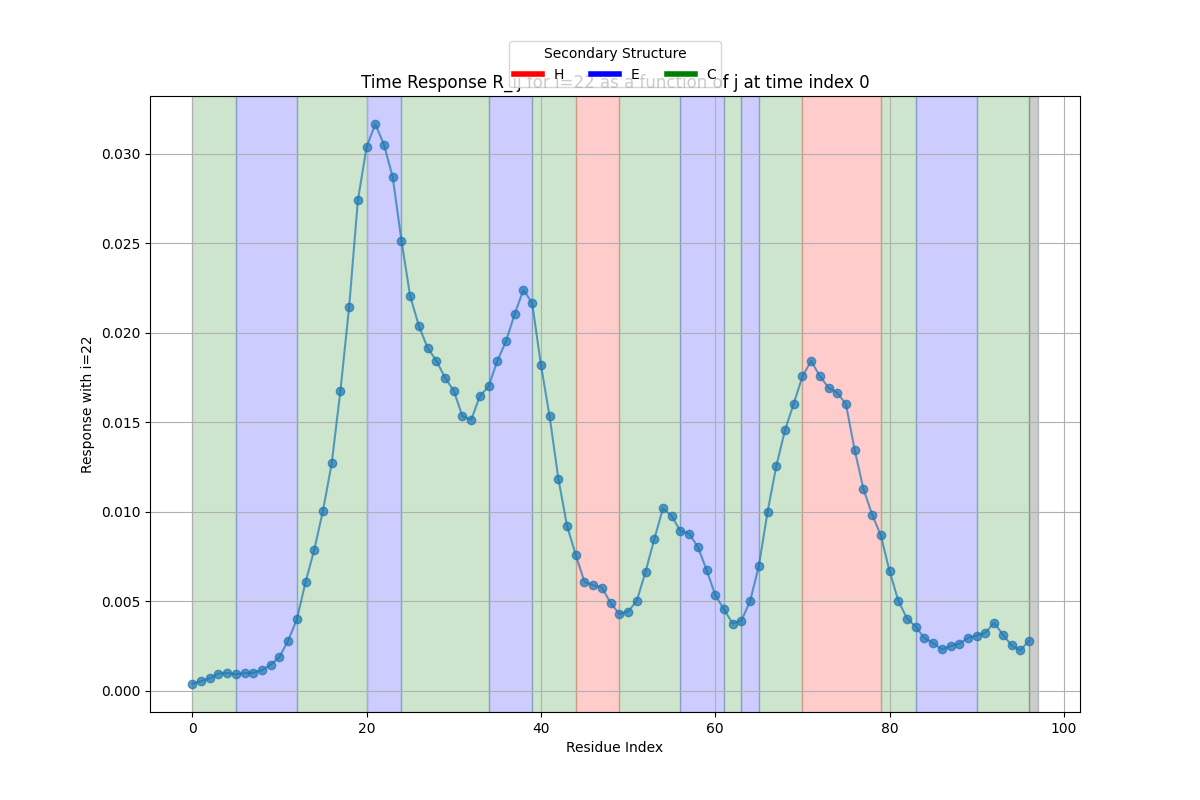 Secondary Structure
H E C
Time Response R_ij for i=22 as a function of j at time index 0
0.030
0.025
0.020
0.015
0.010
0.005
0.000
Response with i=22
0 20 40 60 80 100
Residue Index